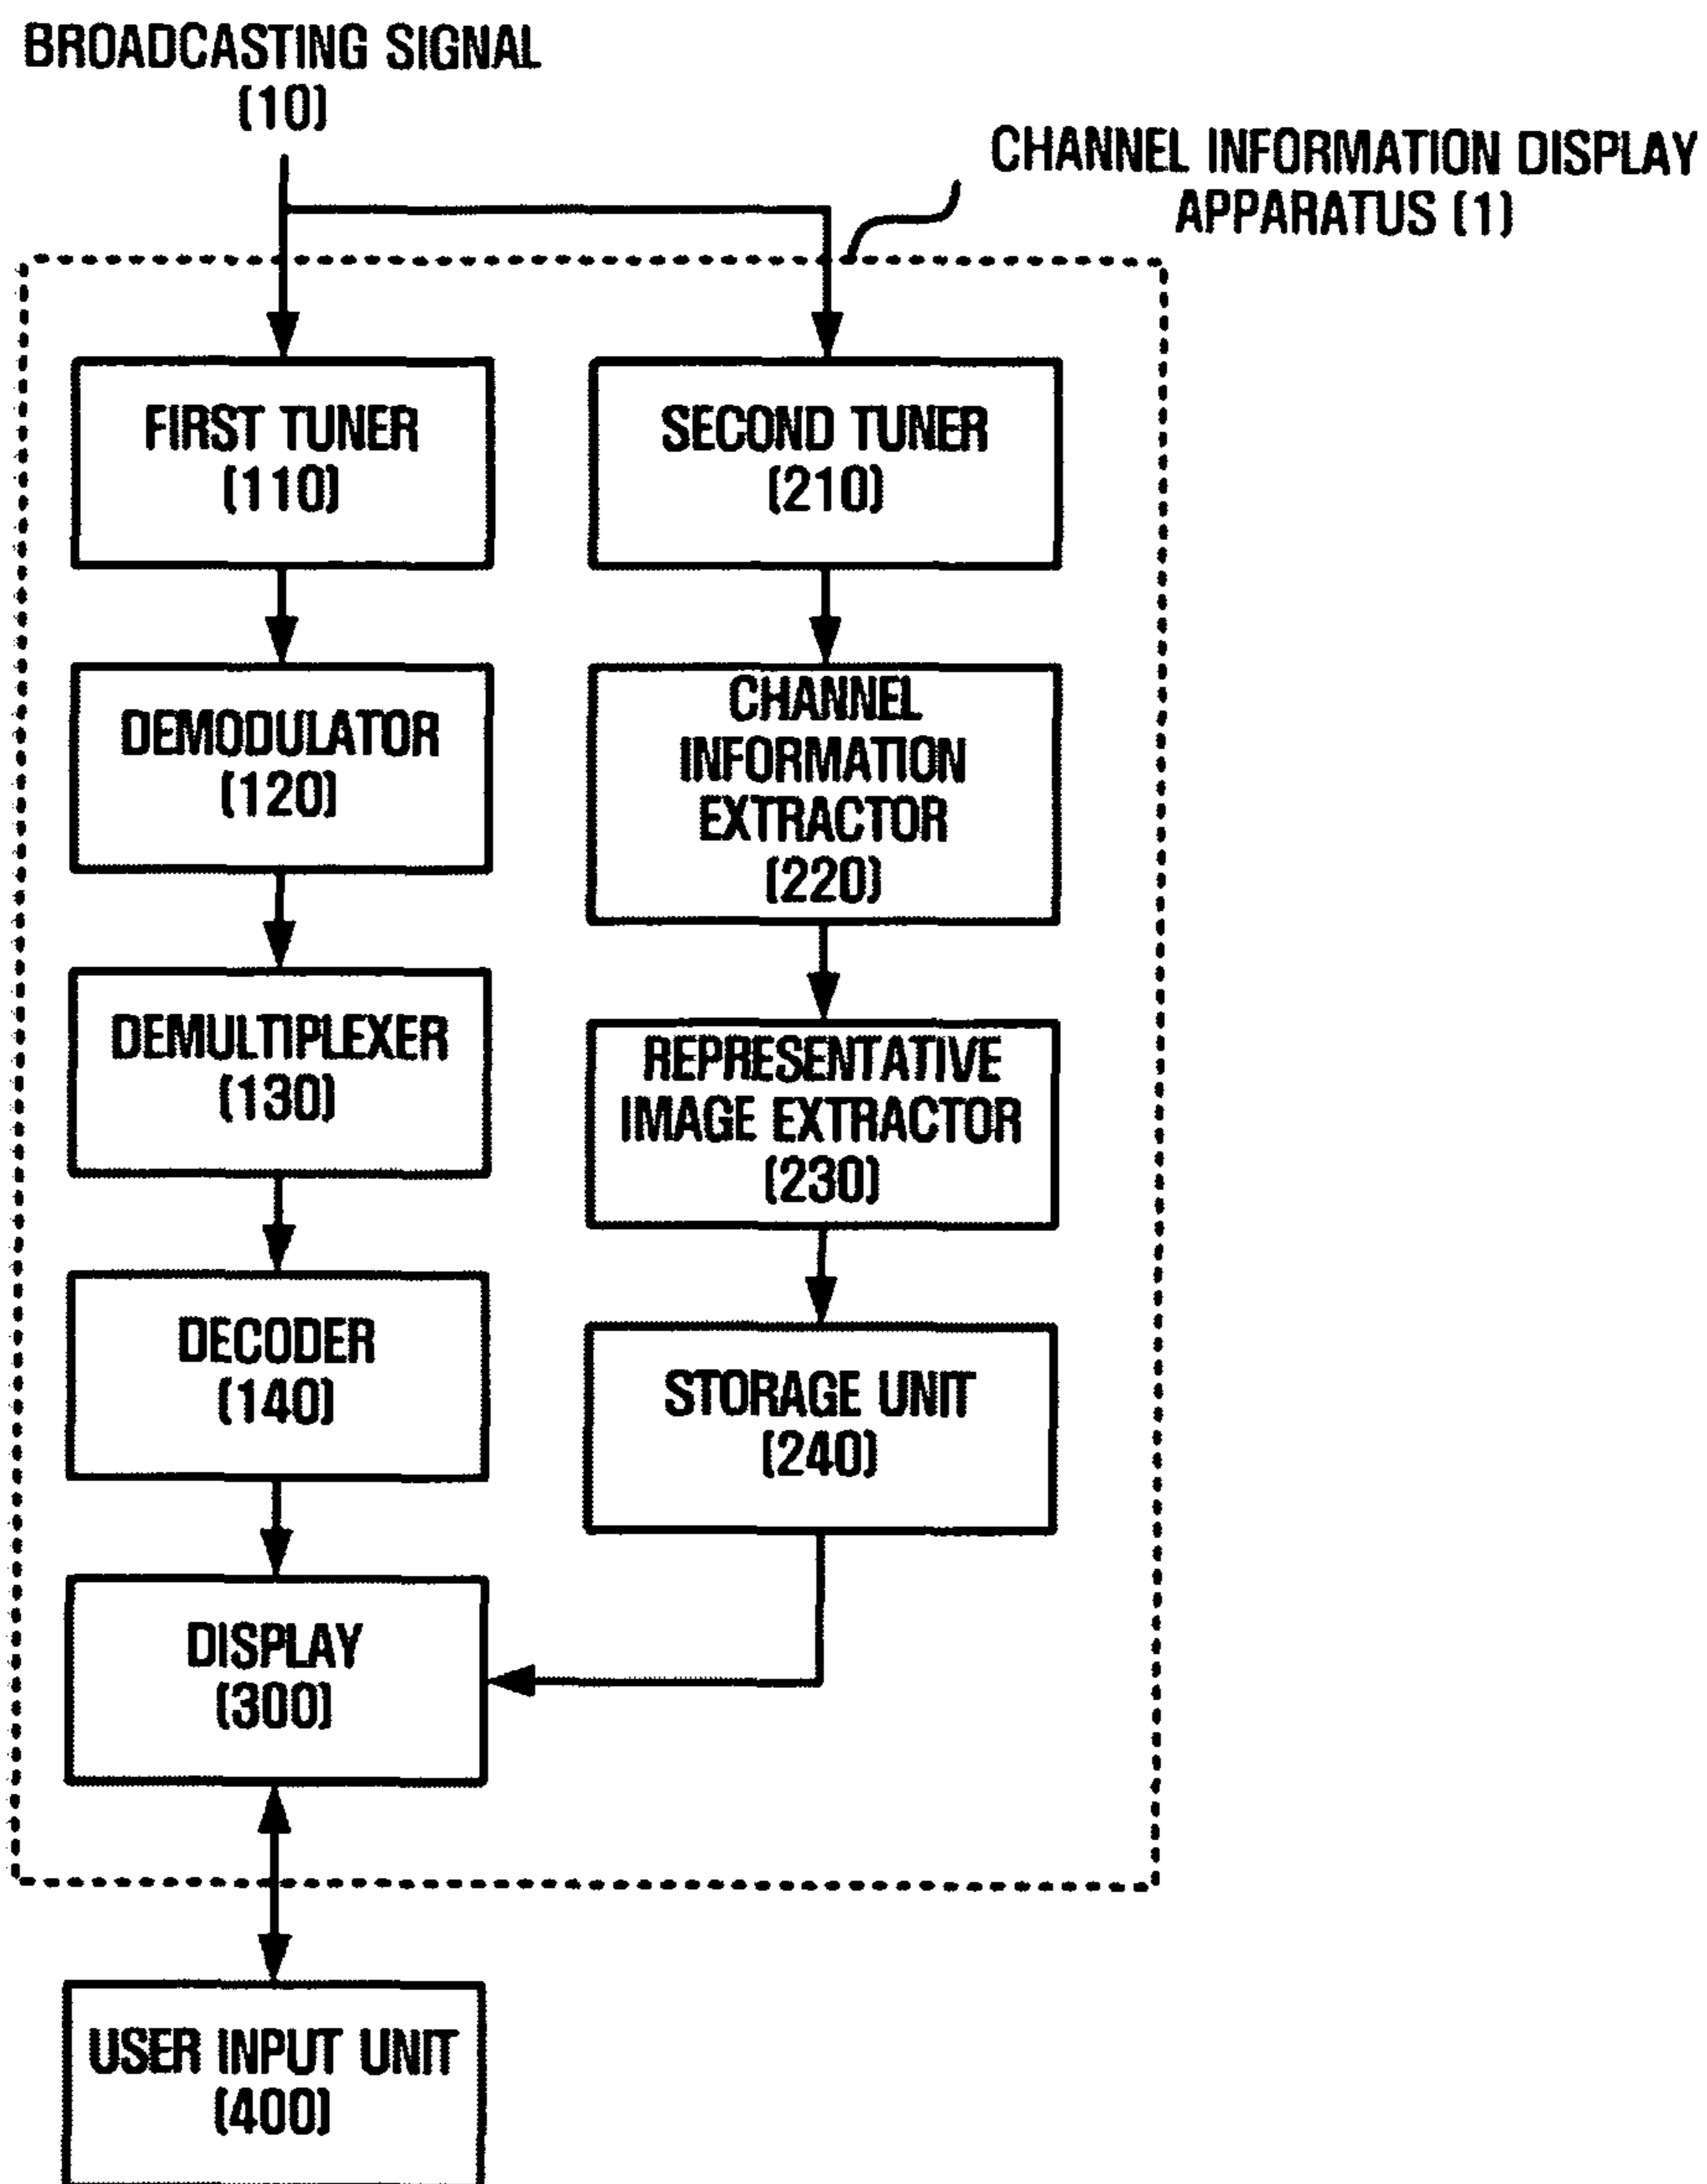 BROADCASTING SIGNAL
(10)
CHANNEL INFORMATION DISPLAY
APPARATUS (1)
FIRST TUNER
(110)
SECOND TUNER
(210)
DEMODULATOR
(120)
CHANNEL
INFORMATION
EXTRACTOR
(220)
DEMULTIPLEXER
(130)
REPRESENTATIVE
IMAGE EXTRACTOR
(230)
DECODER
(140)
STORAGE UNIT
(240)
DISPLAY
(300)
USER INPUT UNIT
(400)